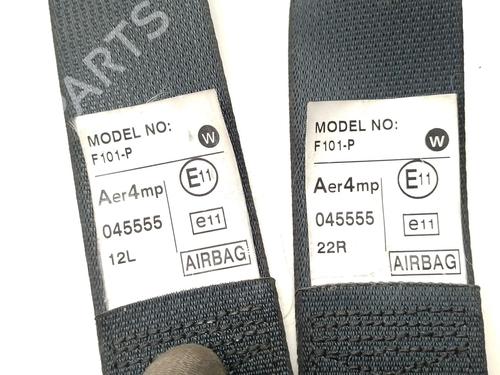 PARTS
MODEL NO:
F101-P
W
Aer4mp
E11
045555
e11
12L
AIRBAG
MODEL NO:
F101-P
W
Aer4mp
E11
045555
e11
22R
AIRBAG